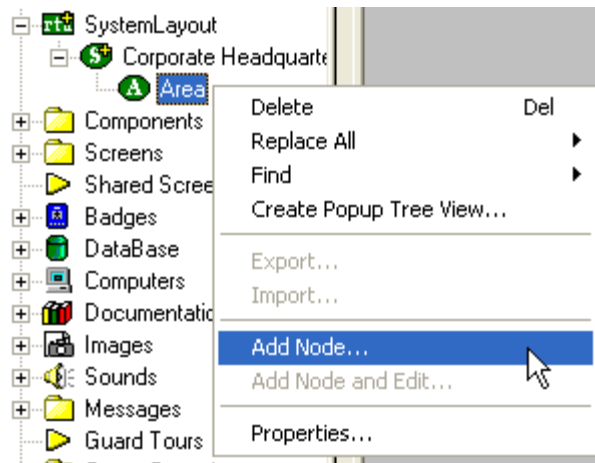 SystemLayout
Corporate Headquarte
Area
Components
Screens
Shared Scree
Badges
DataBase
Computers
Documentatic
Images
Sounds
Messages
Guard Tours
Delete Del
Replace All
Find
Create Popup Tree View...
Export...
Import...
Add Node...
Add Node and Edit...
Properties...